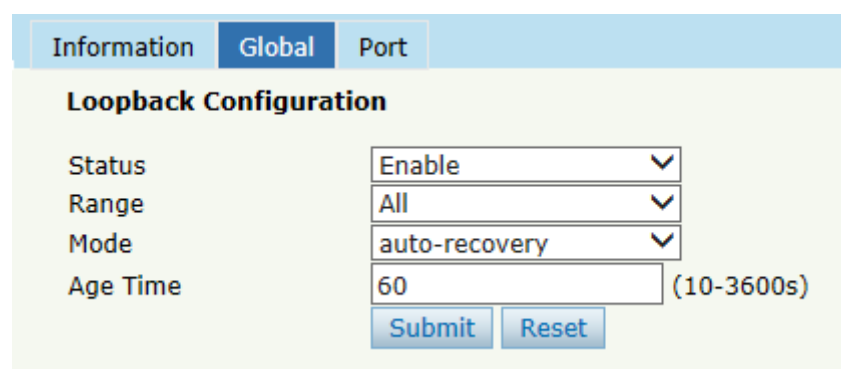 Information Global Port
Loopback Configuration
Status Enable
Range All
Mode auto-recovery
Age Time 60 (10-3600s)
Submit Reset